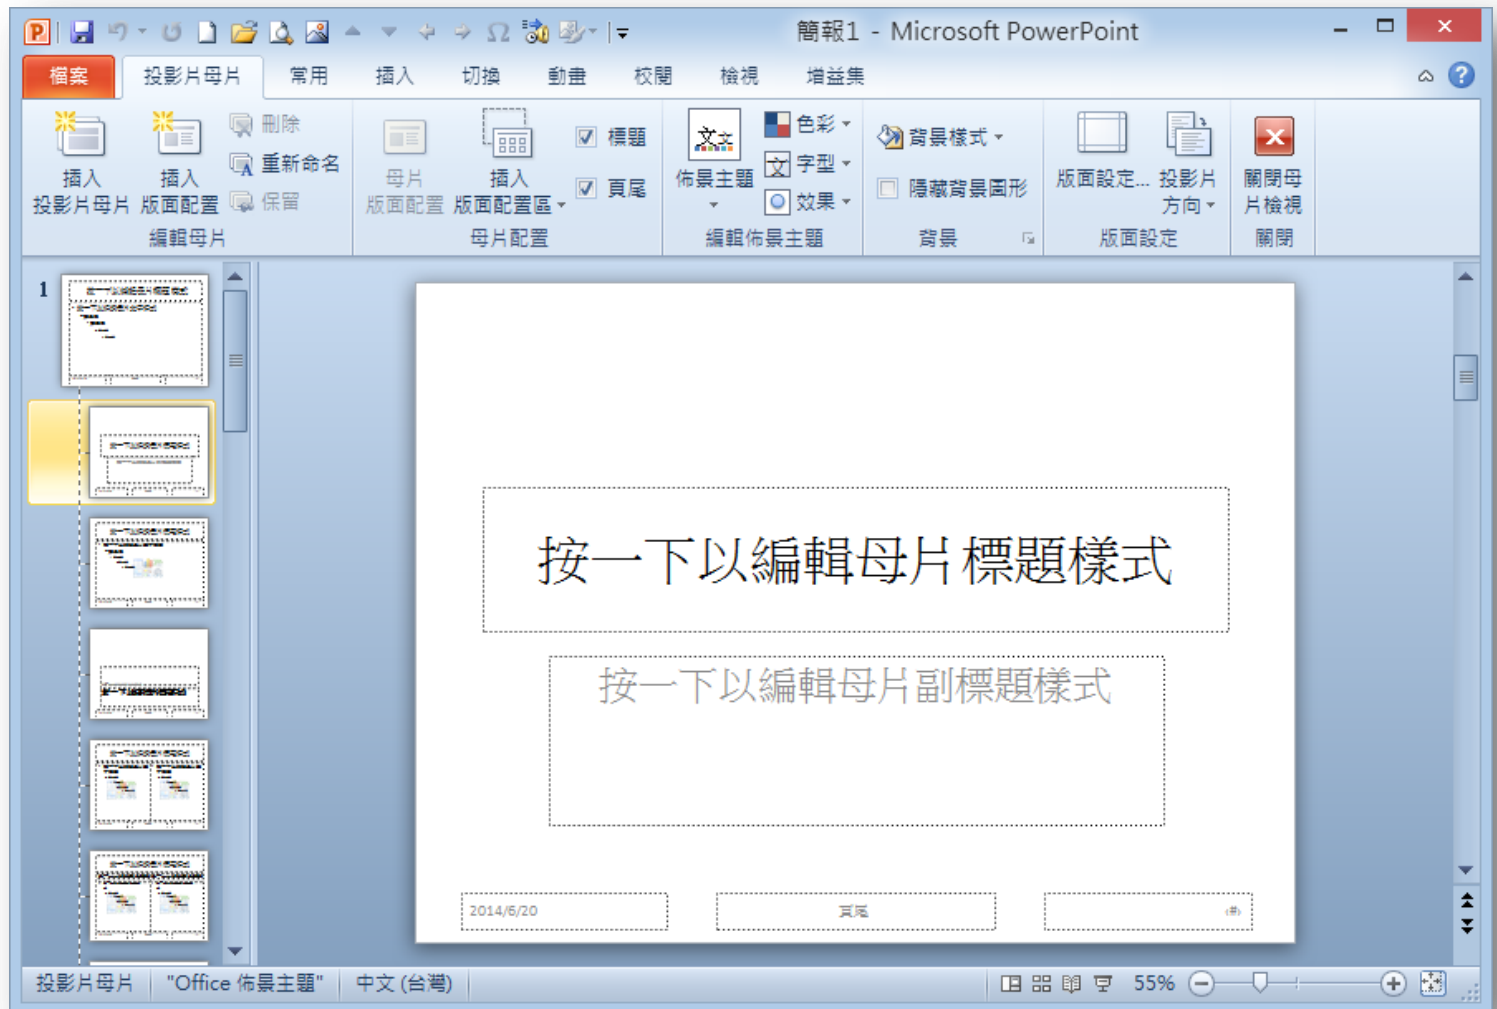 簡報1 - Microsoft PowerPoint
檔案 投影片母片 常用 插入 切換 動畫 校閱 檢視 增益集
插入
投影片母片
插入
版面配置
刪除
重新命名
保留
編輯母片
母片
版面配置
插入
版面配置區
標題
頁尾
母片配置
佈景主題
色彩
字型
效果
編輯佈景主題
背景樣式
隱藏背景圖形
背景
版面設定...
投影片
方向
版面設定
關閉母
片檢視
關閉
1
按一下以編輯母片標題樣式
按一下以編輯母片副標題樣式
2014/6/20 頁尾 ‹#›
投影片母片 "Office 佈景主題" 中文 (台灣) 55%